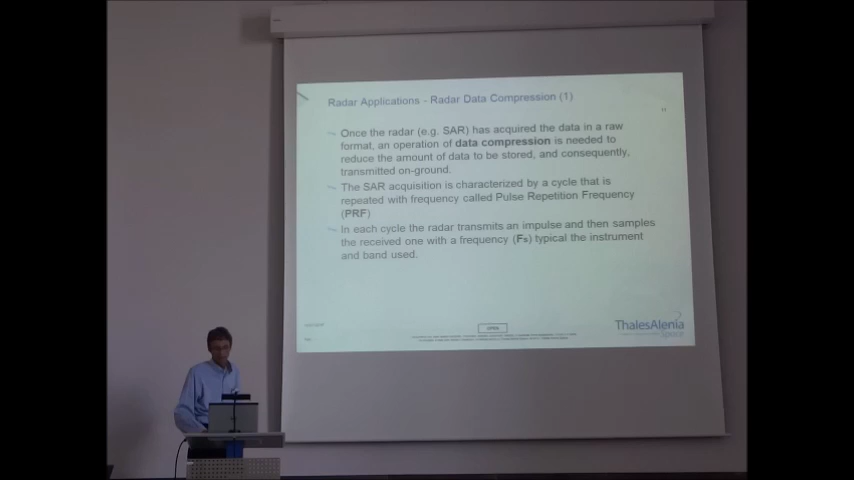 Radar Applications - Radar Data Compression (1)
Once the radar (e.g. SAR) has acquired the data in a raw
format, an operation of data compression is needed to
reduce the amount of data to be stored, and consequently,
transmitted on-ground.
The SAR acquisition is characterized by a cycle that is
repeated with frequency called Pulse Repetition Frequency
(PRF)
In each cycle the radar transmits an impulse and then samples
the received one with a frequency (Fs) typical the instrument
and band used.
OPEN
ThalesAlenia
Space